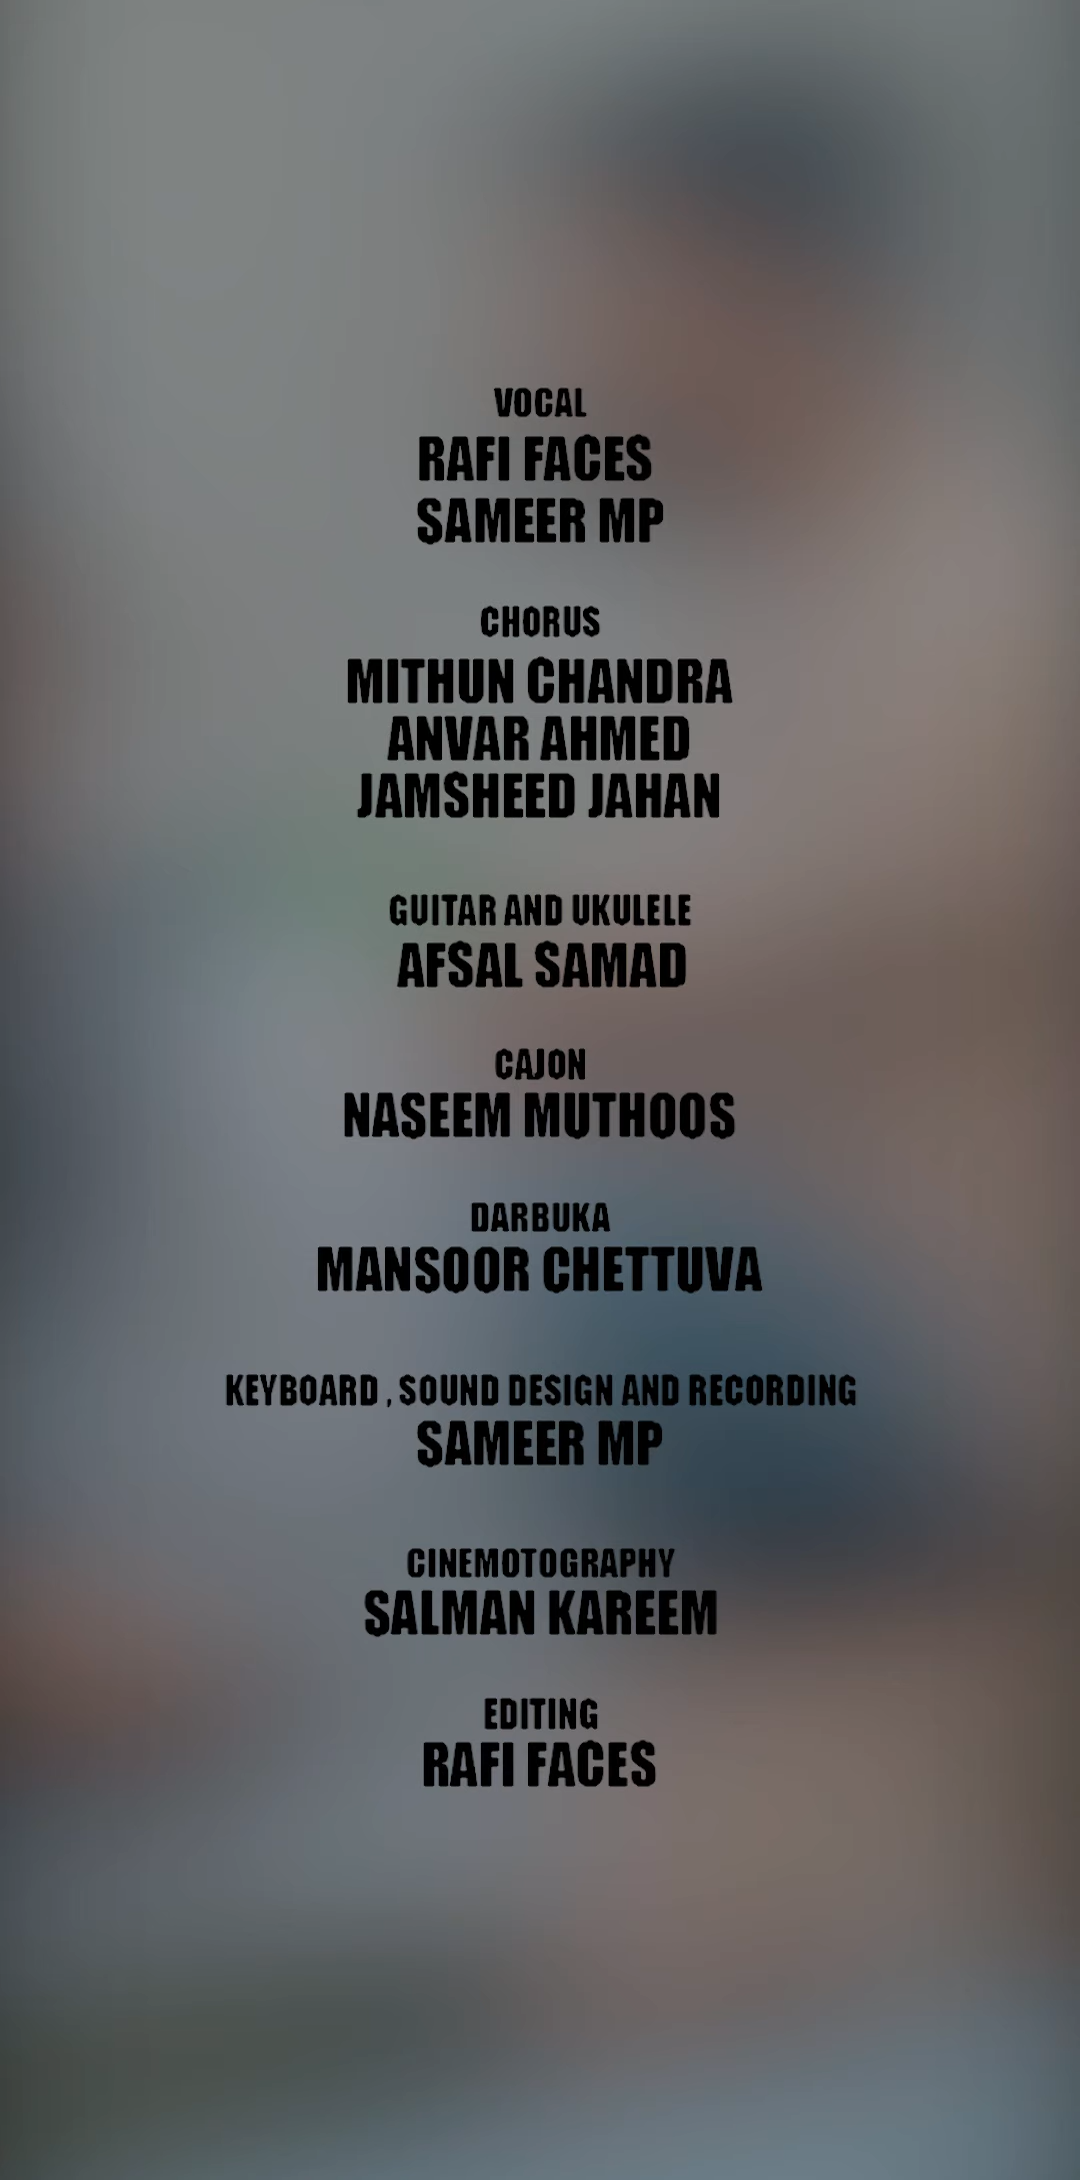 VOCAL
RAFI FACES
SAMEER MP
CHORUS
MITHUN CHANDRA
ANVAR AHMED
JAMSHEED JAHAN
GUITAR AND UKULELE
AFSAL SAMAD
CAJON
NASEEM MUTHOOS
DARBUKA
MANSOOR CHETTUVA
KEYBOARD , SOUND DESIGN AND RECORDING
SAMEER MP
CINEMOTOGRAPHY
SALMAN KAREEM
EDITING
RAFI FACES